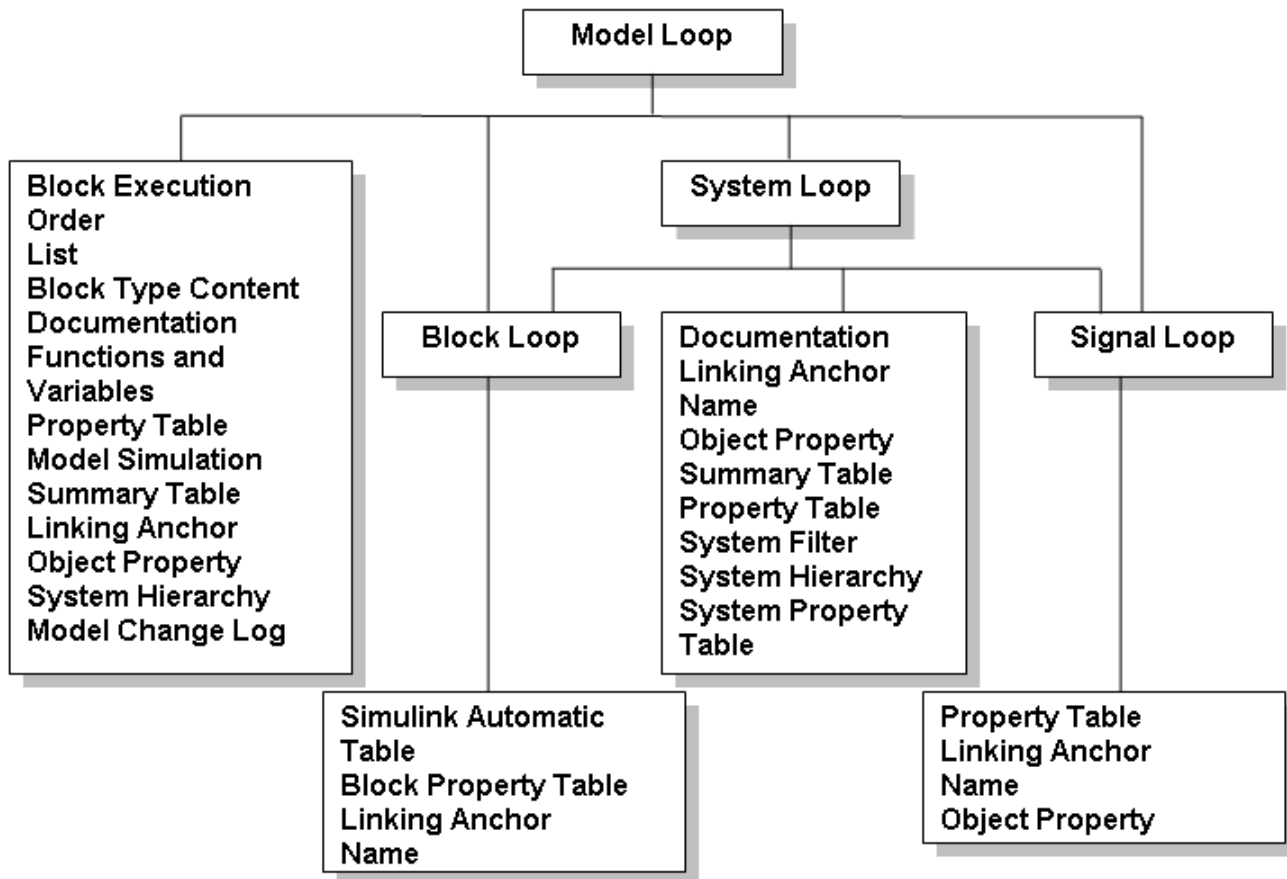 Model Loop
Block Execution
Order
List
Block Type Content
Documentation
Functions and
Variables
Property Table
Model Simulation
Summary Table
Linking Anchor
Object Property
System Hierarchy
Model Change Log
System Loop
Block Loop
Documentation
Linking Anchor
Name
Object Property
Summary Table
Property Table
System Filter
System Hierarchy
System Property
Table
Signal Loop
Simulink Automatic
Table
Block Property Table
Linking Anchor
Name
Property Table
Linking Anchor
Name
Object Property